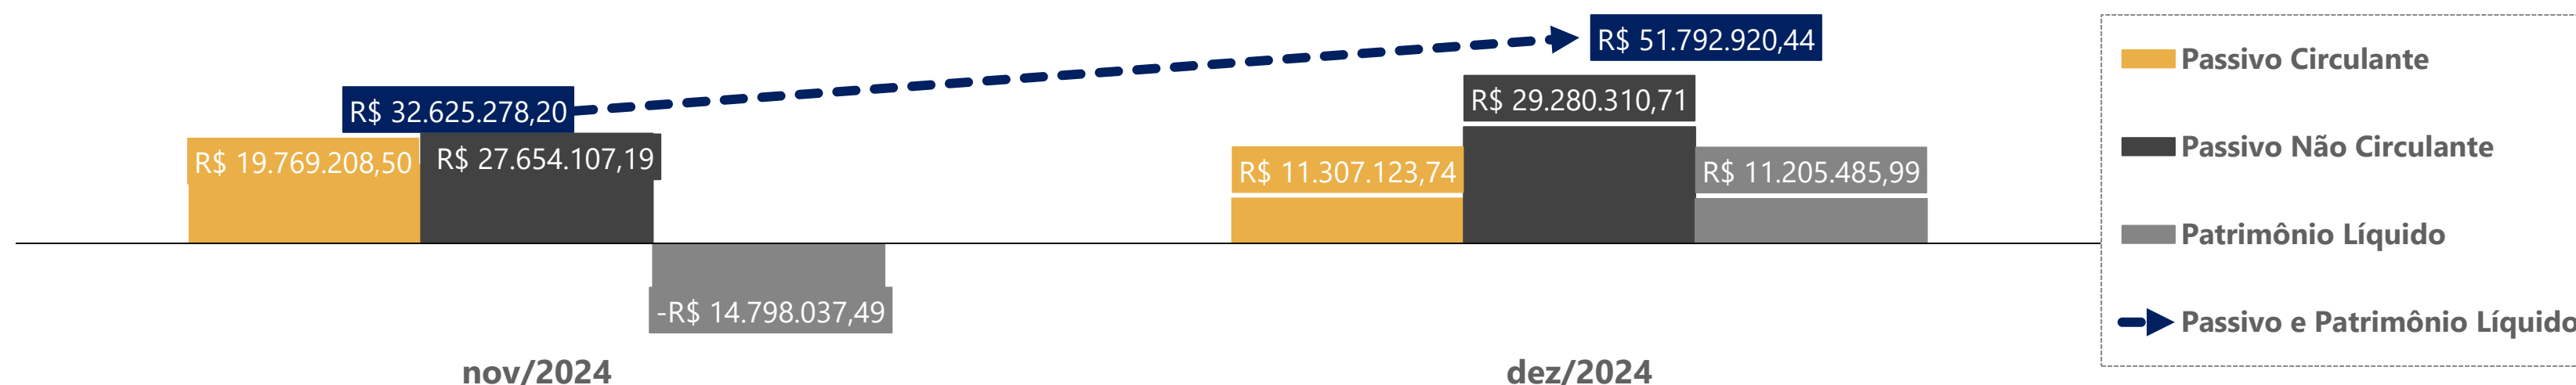 R$ 51.792.920,44
R$ 32.625.278,20
R$ 29.280.310,71
R$ 19.769.208,50
R$ 27.654.107,19
R$ 11.307.123,74
R$ 11.205.485,99
-R$ 14.798.037,49
nov/2024
dez/2024
Passivo Circulante
Passivo Não Circulante
Patrimônio Líquido
Passivo e Patrimônio Líquido